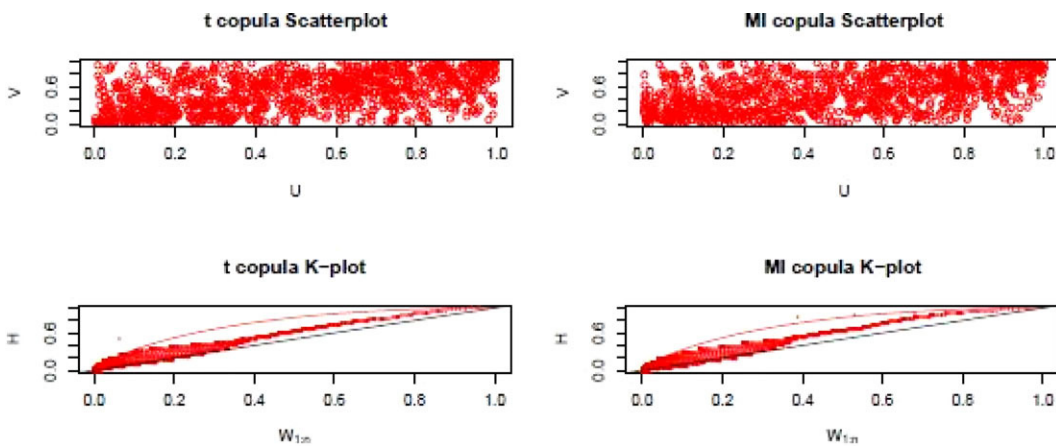 t copula Scatterplot
V
0.0 0.6
0.0 0.2 0.4 0.6 0.8 1.0
U
MI copula Scatterplot
V
0.0 0.6
0.0 0.2 0.4 0.6 0.8 1.0
U
t copula K-plot
H
0.0 0.6
0.0 0.2 0.4 0.6 0.8 1.0
W1:n
MI copula K-plot
H
0.0 0.6
0.0 0.2 0.4 0.6 0.8 1.0
W1:n